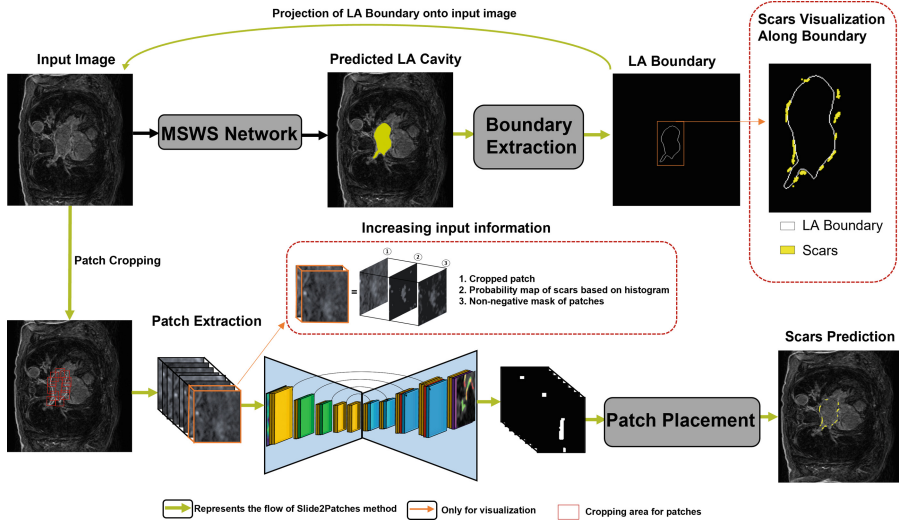 Projection of LA Boundary onto input image
Scars Visualization
Along Boundary
Input Image
Predicted LA Cavity
LA Boundary
MSWS Network
Boundary
Extraction
LA Boundary
Scars
Patch Cropping
Increasing input information
1
2
3
=
1. Cropped patch
2. Probability map of scars based on histogram
3. Non-negative mask of patches
Patch Extraction
Scars Prediction
Patch Placement
Represents the flow of Slide2Patches method
Only for visualization
Cropping area for patches